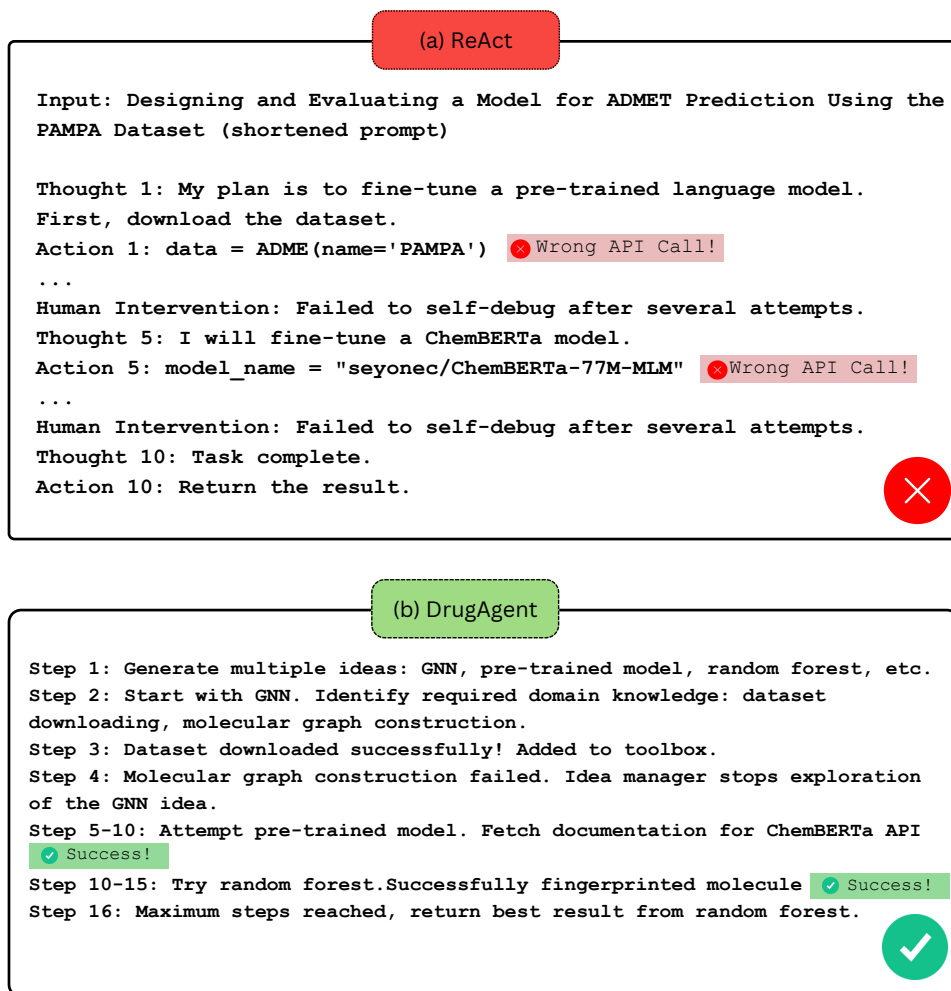 (a) ReAct
Input: Designing and Evaluating a Model for ADMET Prediction Using the
PAMPA Dataset (shortened prompt)
Thought 1: My plan is to fine-tune a pre-trained language model.
First, download the dataset.
Action 1: data = ADME(name='PAMPA') Wrong API Call!
...
Human Intervention: Failed to self-debug after several attempts.
Thought 5: I will fine-tune a ChemBERTa model.
Action 5: model_name = "seyonec/ChemBERTa-77M-MLM" Wrong API Call!
...
Human Intervention: Failed to self-debug after several attempts.
Thought 10: Task complete.
Action 10: Return the result.
(b) DrugAgent
Step 1: Generate multiple ideas: GNN, pre-trained model, random forest, etc.
Step 2: Start with GNN. Identify required domain knowledge: dataset
downloading, molecular graph construction.
Step 3: Dataset downloaded successfully! Added to toolbox.
Step 4: Molecular graph construction failed. Idea manager stops exploration
of the GNN idea.
Step 5-10: Attempt pre-trained model. Fetch documentation for ChemBERTa API
Success!
Step 10-15: Try random forest.Successfully fingerprinted molecule Success!
Step 16: Maximum steps reached, return best result from random forest.